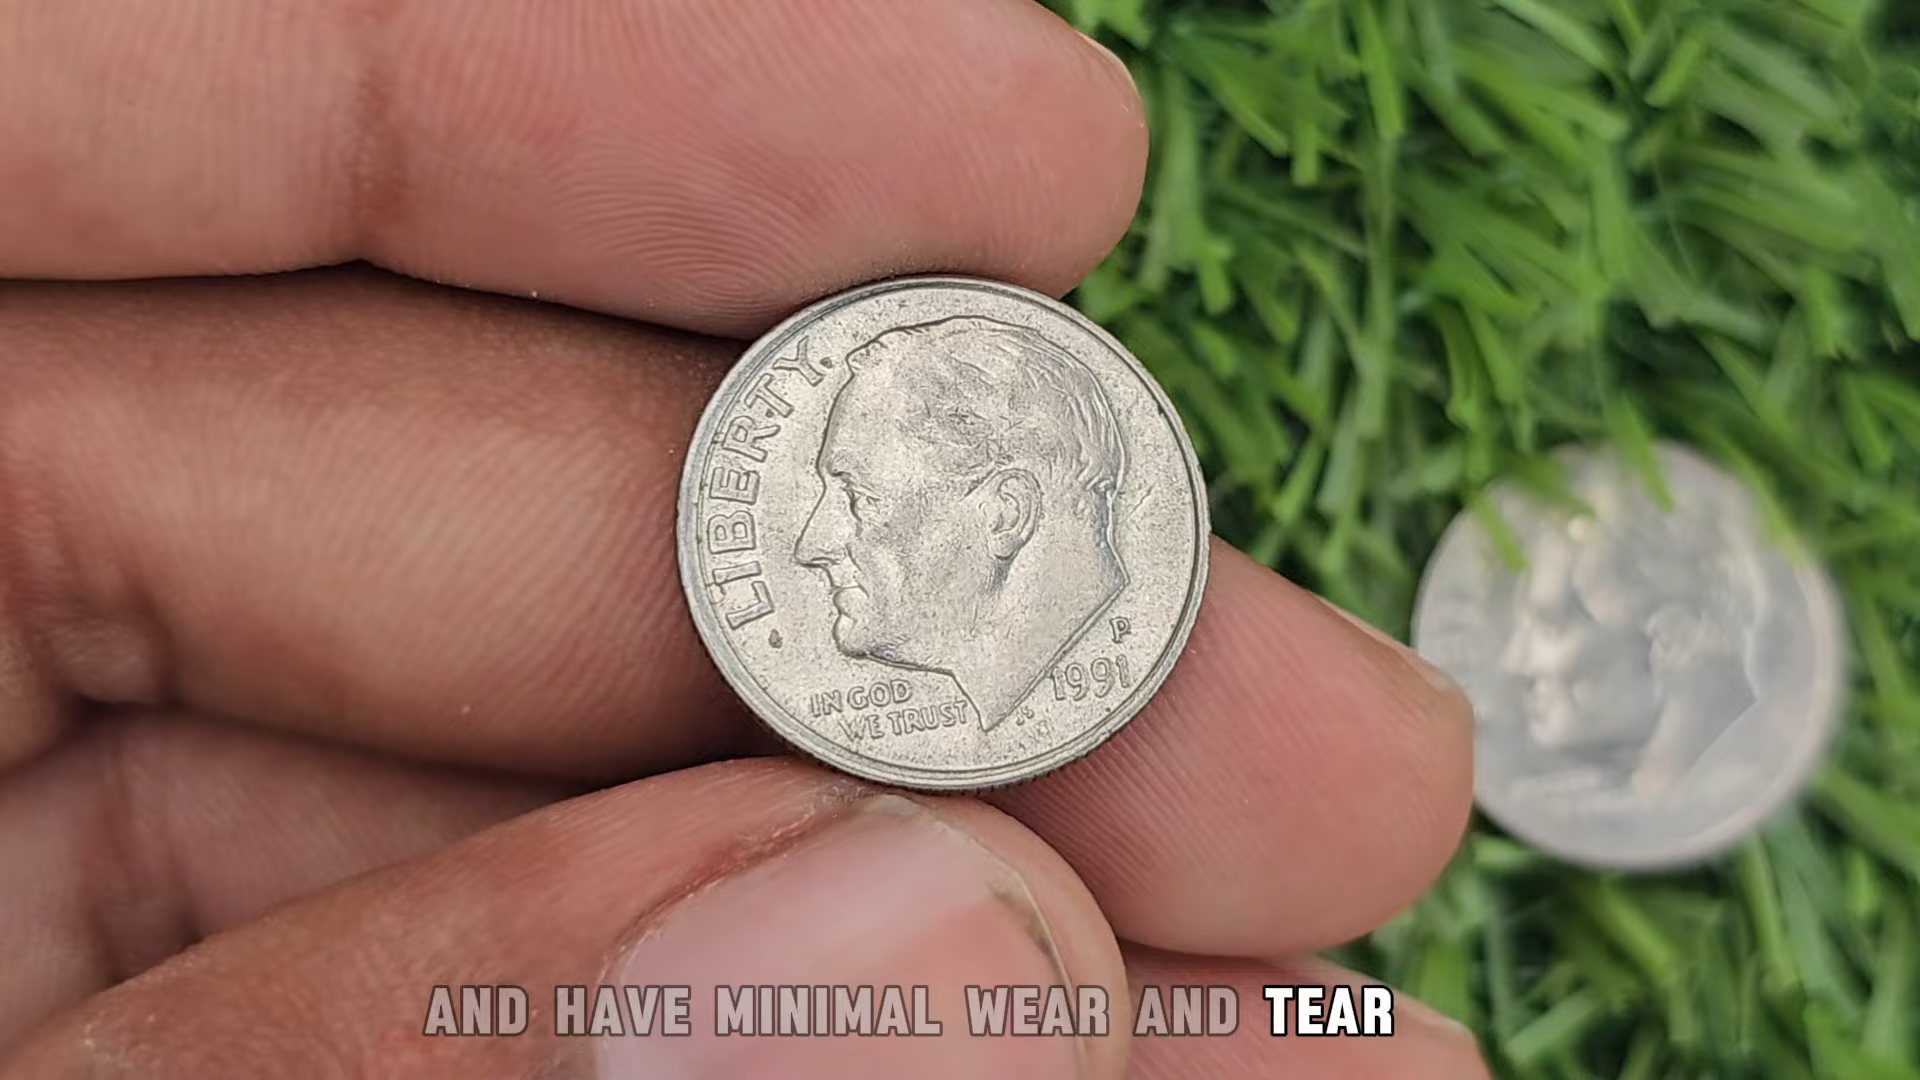 LIBERTY
IN GOD
WE TRUST
P
1991
AND HAVE MINIMAL WEAR AND TEAR